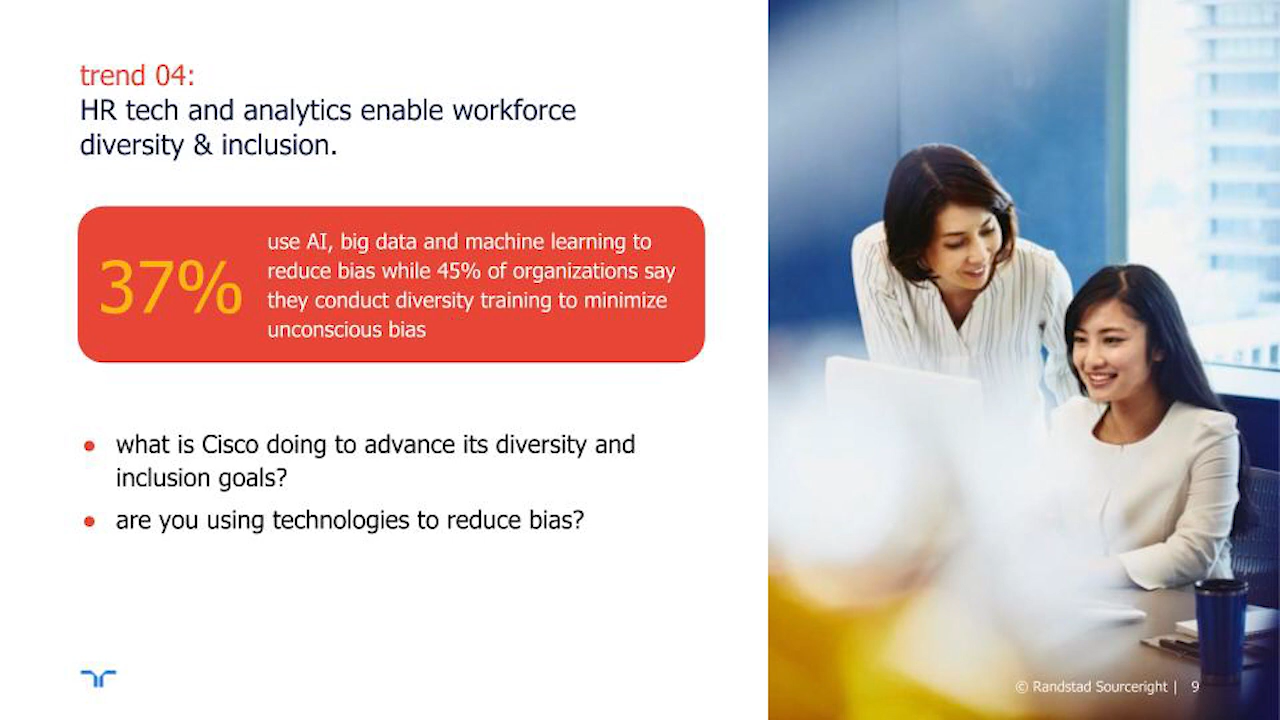 trend 04:
HR tech and analytics enable workforce
diversity & inclusion.
37%
use AI, big data and machine learning to
reduce bias while 45% of organizations say
they conduct diversity training to minimize
unconscious bias
● what is Cisco doing to advance its diversity and
inclusion goals?
● are you using technologies to reduce bias?
© Randstad Sourceright | 9